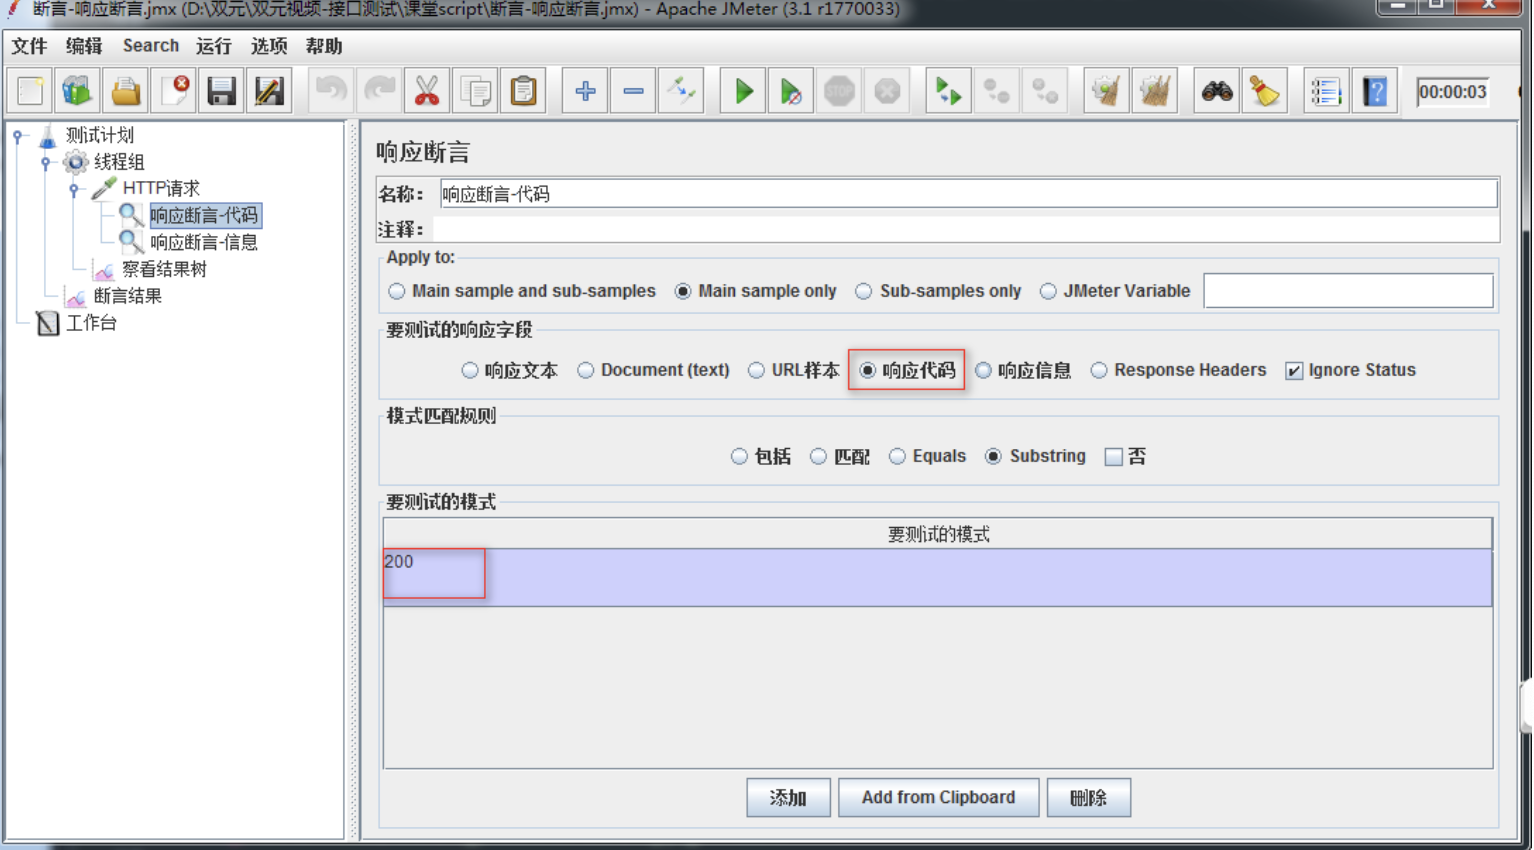 断言-响应断言.jmx (D:\双元\双元视频-接口测试\课堂script\断言-响应断言.jmx) - Apache JMeter (3.1 r1770033)
文件 编辑 Search 运行 选项 帮助
STOP
00:00:03
测试计划
线程组
HTTP请求
响应断言-代码
响应断言-信息
察看结果树
断言结果
工作台
响应断言
名称： 响应断言-代码
注释：
Apply to:
Main sample and sub-samples Main sample only Sub-samples only JMeter Variable
要测试的响应字段
响应文本 Document (text) URL样本 响应代码 响应信息 Response Headers Ignore Status
模式匹配规则
包括 匹配 Equals Substring 否
要测试的模式
要测试的模式
200
添加 Add from Clipboard 删除